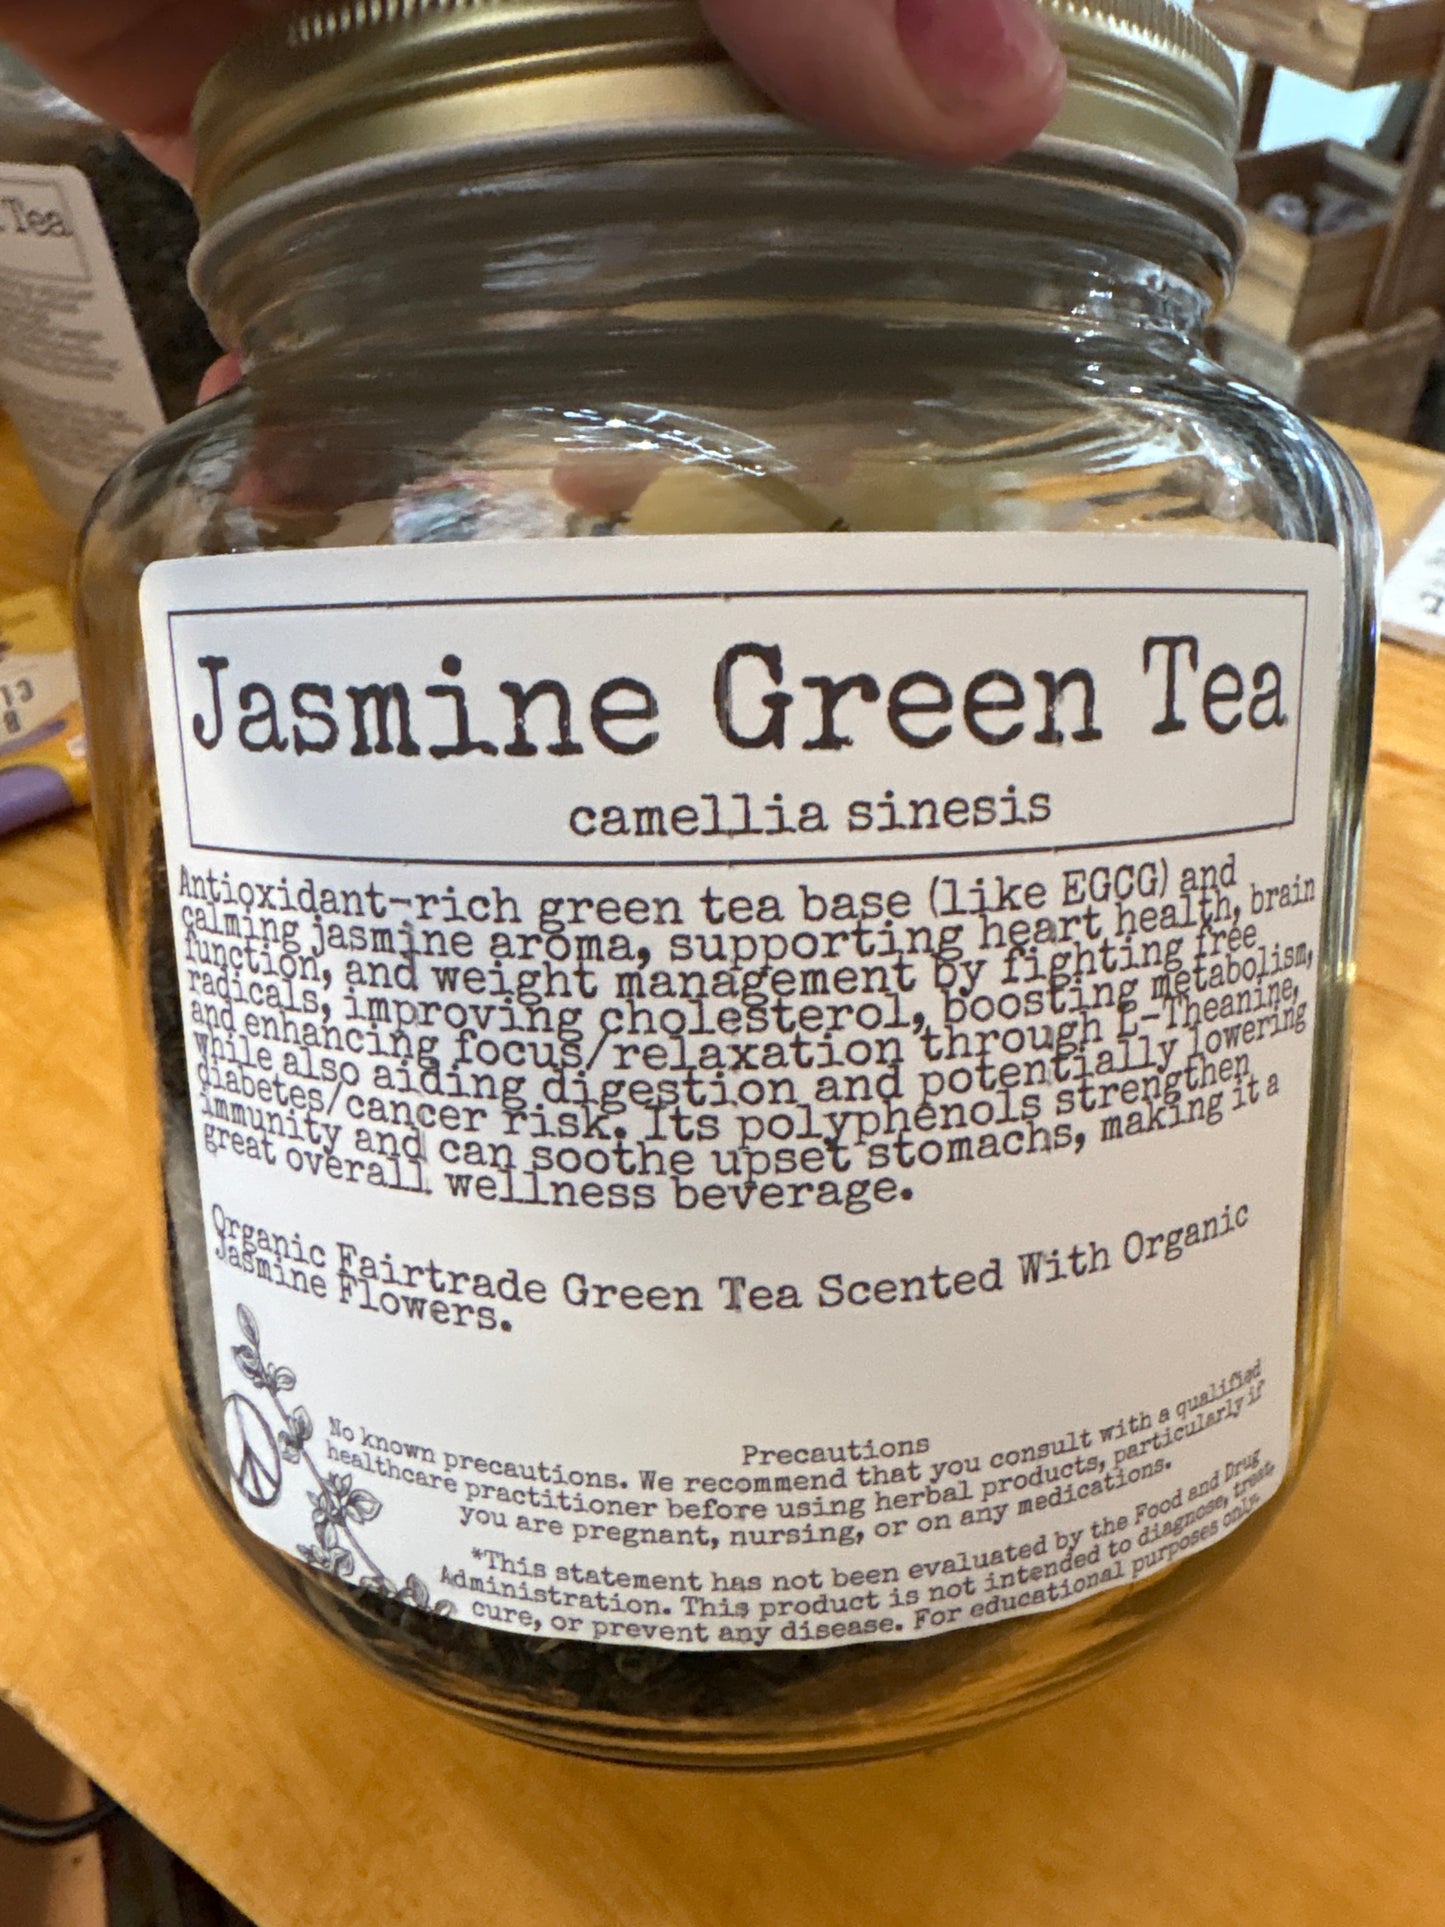 Tea
Jasmine Green Tea
camellia sinesis
Antioxidant-rich green tea base (like EGCG) and
calming jasmine aroma, supporting heart health, brain
function, and weight management by fighting free
radicals, improving cholesterol, boosting metabolism,
and enhancing focus/relaxation through L-Theanine,
while also aiding digestion and potentially lowering
diabetes/cancer risk. Its polyphenols strengthen
immunity and can soothe upset stomachs, making it a
great overall wellness beverage.
Organic Fairtrade Green Tea Scented With Organic
Jasmine Flowers.
Precautions
No known precautions. We recommend that you consult with a qualified
healthcare practitioner before using herbal products, particularly if
you are pregnant, nursing, or on any medications.
*This statement has not been evaluated by the Food and Drug
Administration. This product is not intended to diagnose, treat,
cure, or prevent any disease. For educational purposes only.